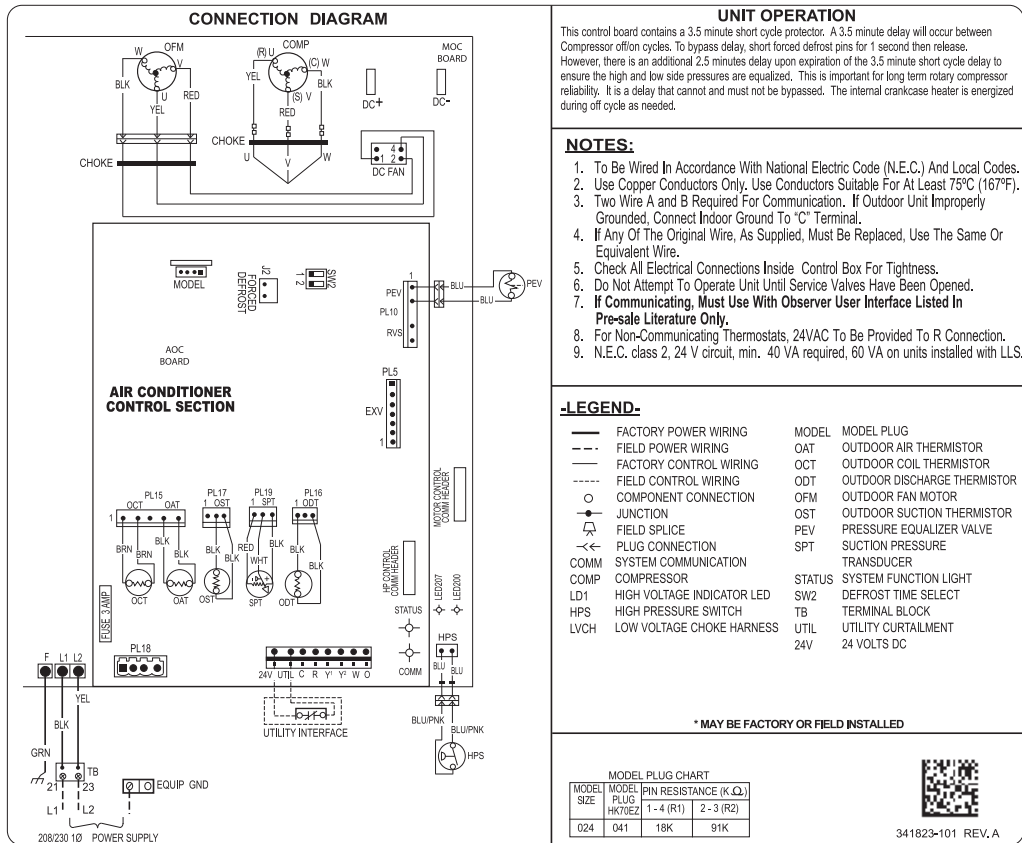 CONNECTION DIAGRAM
OFM
W
V
U
BLK
RED
YEL
CHOKE
COMP
(R) U
(C) W
(S) V
YEL
BLK
RED
CHOKE
U
V
W
MOC
BOARD
DC+
DC-
4
1 2
DC FAN
MODEL
J2
FORCED
DEFROST
1 2
SW2
1
PEV
PL10
RVS
BLU
BLU
PEV
AOC
BOARD
AIR CONDITIONER
CONTROL SECTION
PL5
EXV
1
MOTOR CONTROL
COMM HEADER
HP CONTROL
COMM HEADER
PL15
OCT OAT
1
BRN
BRN
BLK
BLK
OCT
OAT
PL17
1 OST
BLK
BLK
OST
PL19
1 SPT
RED
WHT
BLK
SPT
PL16
1 ODT
BLK
BLK
ODT
LED207
LED200
STATUS
COMM
HPS
BLU
BLU
BLU/PNK
BLU/PNK
HPS
FUSE 3 AMP
PL18
24V UTIL C R Y1 Y2 W O
UTILITY INTERFACE
F L1 L2
YEL
BLK
GRN
TB
21 23
L1 L2
EQUIP GND
208/230 1Ø POWER SUPPLY
UNIT OPERATION
This control board contains a 3.5 minute short cycle protector. A 3.5 minute delay will occur between
Compressor off/on cycles. To bypass delay, short forced defrost pins for 1 second then release.
However, there is an additional 2.5 minutes delay upon expiration of the 3.5 minute short cycle delay to
ensure the high and low side pressures are equalized. This is important for long term rotary compressor
reliability. It is a delay that cannot and must not be bypassed. The internal crankcase heater is energized
during off cycle as needed.
NOTES:
1. To Be Wired In Accordance With National Electric Code (N.E.C.) And Local Codes.
2. Use Copper Conductors Only. Use Conductors Suitable For At Least 75ºC (167ºF).
3. Two Wire A and B Required For Communication. If Outdoor Unit Improperly
Grounded, Connect Indoor Ground To “C” Terminal.
4. If Any Of The Original Wire, As Supplied, Must Be Replaced, Use The Same Or
Equivalent Wire.
5. Check All Electrical Connections Inside Control Box For Tightness.
6. Do Not Attempt To Operate Unit Until Service Valves Have Been Opened.
7. If Communicating, Must Use With Observer User Interface Listed In
Pre-sale Literature Only.
8. For Non-Communicating Thermostats, 24VAC To Be Provided To R Connection.
9. N.E.C. class 2, 24 V circuit, min. 40 VA required, 60 VA on units installed with LLS.
-LEGEND-
FACTORY POWER WIRING
FIELD POWER WIRING
FACTORY CONTROL WIRING
FIELD CONTROL WIRING
COMPONENT CONNECTION
JUNCTION
FIELD SPLICE
PLUG CONNECTION
COMM SYSTEM COMMUNICATION
COMP COMPRESSOR
LD1 HIGH VOLTAGE INDICATOR LED
HPS HIGH PRESSURE SWITCH
LVCH LOW VOLTAGE CHOKE HARNESS
MODEL MODEL PLUG
OAT OUTDOOR AIR THERMISTOR
OCT OUTDOOR COIL THERMISTOR
ODT OUTDOOR DISCHARGE THERMISTOR
OFM OUTDOOR FAN MOTOR
OST OUTDOOR SUCTION THERMISTOR
PEV PRESSURE EQUALIZER VALVE
SPT SUCTION PRESSURE
TRANSDUCER
STATUS SYSTEM FUNCTION LIGHT
SW2 DEFROST TIME SELECT
TB TERMINAL BLOCK
UTIL UTILITY CURTAILMENT
24V 24 VOLTS DC
* MAY BE FACTORY OR FIELD INSTALLED
MODEL PLUG CHART
MODEL SIZE MODEL PLUG HK70EZ PIN RESISTANCE (K Ω)
1 - 4 (R1) 2 - 3 (R2)
024 041 18K 91K
341823-101 REV. A